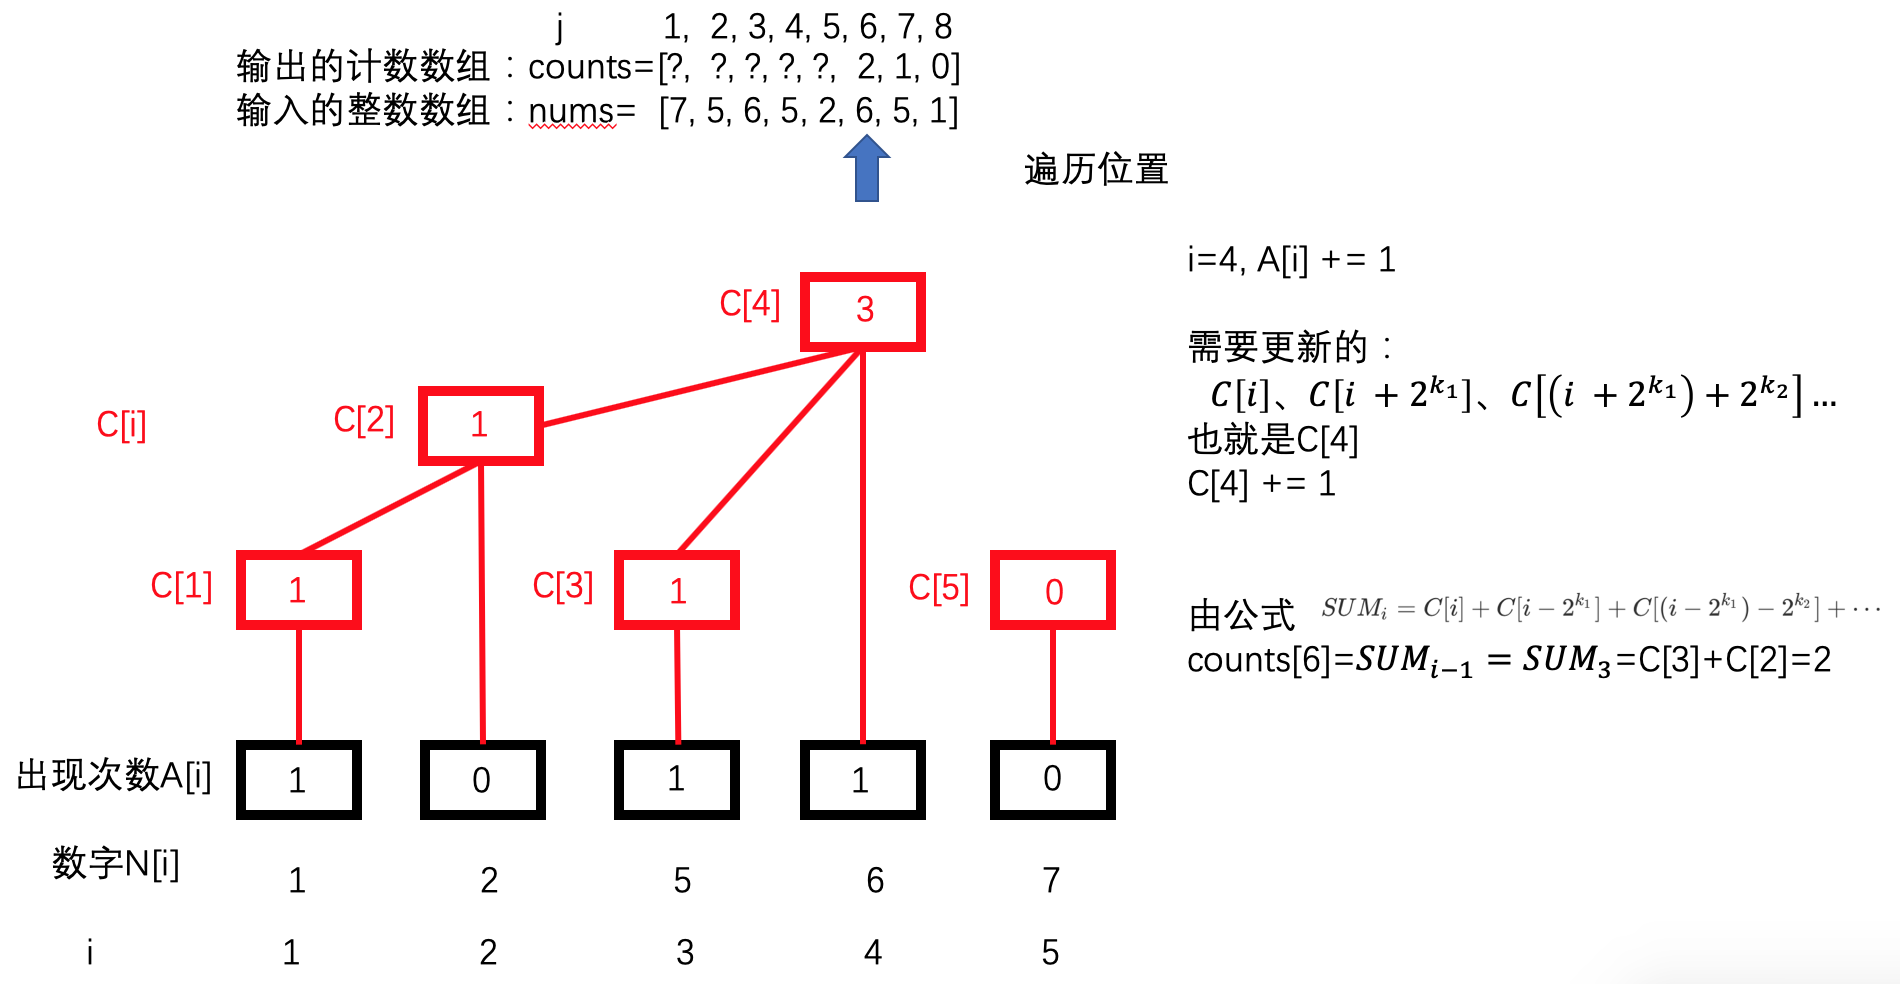 j 1, 2, 3, 4, 5, 6, 7, 8
输出的计数数组：counts=[?, ?, ?, ?, ?, 2, 1, 0]
输入的整数数组：nums= [7, 5, 6, 5, 2, 6, 5, 1]
遍历位置
i=4, A[i] += 1
C[4] 3
需要更新的：
C[i]、C[i + 2^{k_1}]、C[(i + 2^{k_1}) + 2^{k_2}] ...
C[i] C[2] 1
也就是C[4]
C[4] += 1
C[1] 1 C[3] 1 C[5] 0
由公式 SUM_i = C[i] + C[i − 2^{k_1}] + C[(i − 2^{k_1}) − 2^{k_2}] + ···
counts[6]=SUM_{i−1} = SUM_3=C[3]+C[2]=2
出现次数A[i] 1 0 1 1 0
数字N[i] 1 2 5 6 7
i 1 2 3 4 5